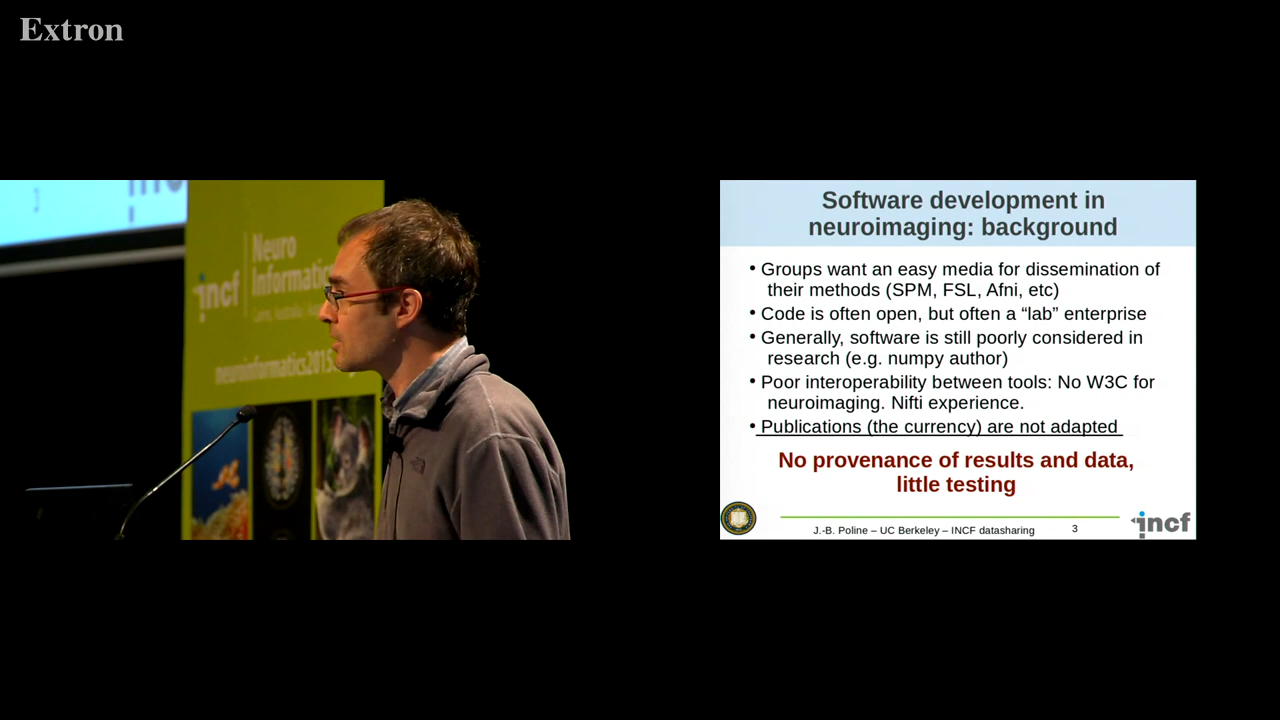 Extron
incf
Neuro
Informatics
Cairns, Australia
neuroinformatics2015
Software development in
neuroimaging: background
• Groups want an easy media for dissemination of
their methods (SPM, FSL, Afni, etc)
• Code is often open, but often a “lab” enterprise
• Generally, software is still poorly considered in
research (e.g. numpy author)
• Poor interoperability between tools: No W3C for
neuroimaging. Nifti experience.
• Publications (the currency) are not adapted
No provenance of results and data,
little testing
J.-B. Poline – UC Berkeley – INCF datasharing 3
incf